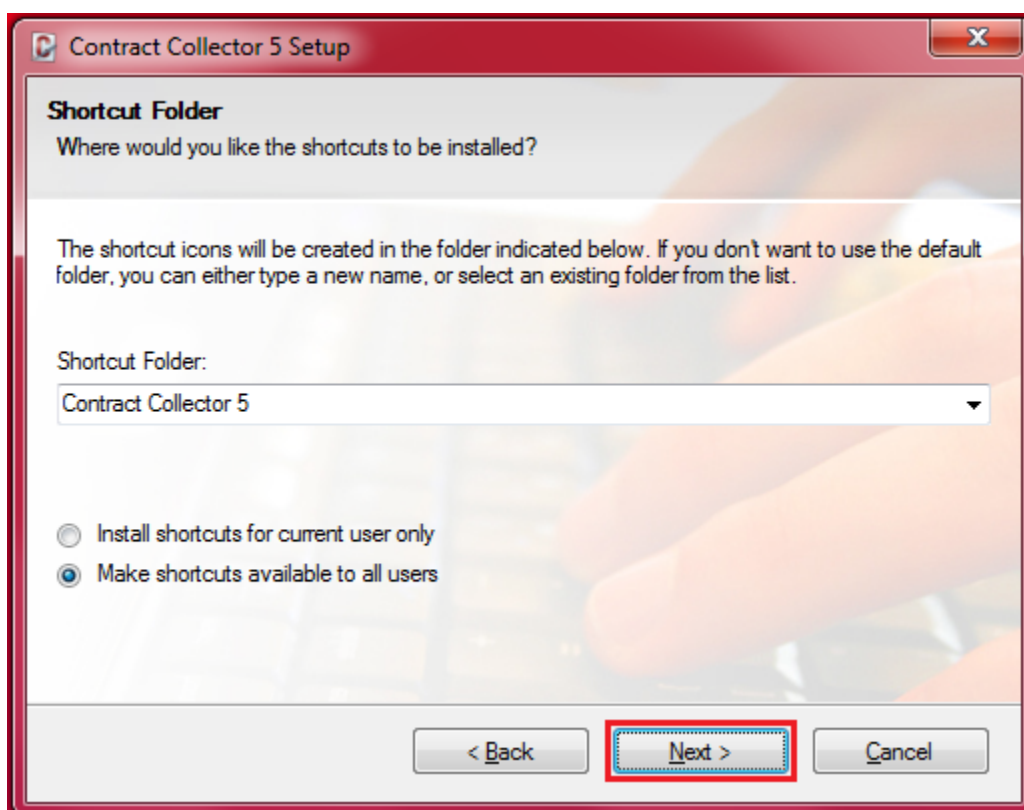 Contract Collector 5 Setup
Shortcut Folder
Where would you like the shortcuts to be installed?
The shortcut icons will be created in the folder indicated below. If you don't want to use the default
folder, you can either type a new name, or select an existing folder from the list.
Shortcut Folder:
Contract Collector 5
Install shortcuts for current user only
Make shortcuts available to all users
< Back
Next >
Cancel